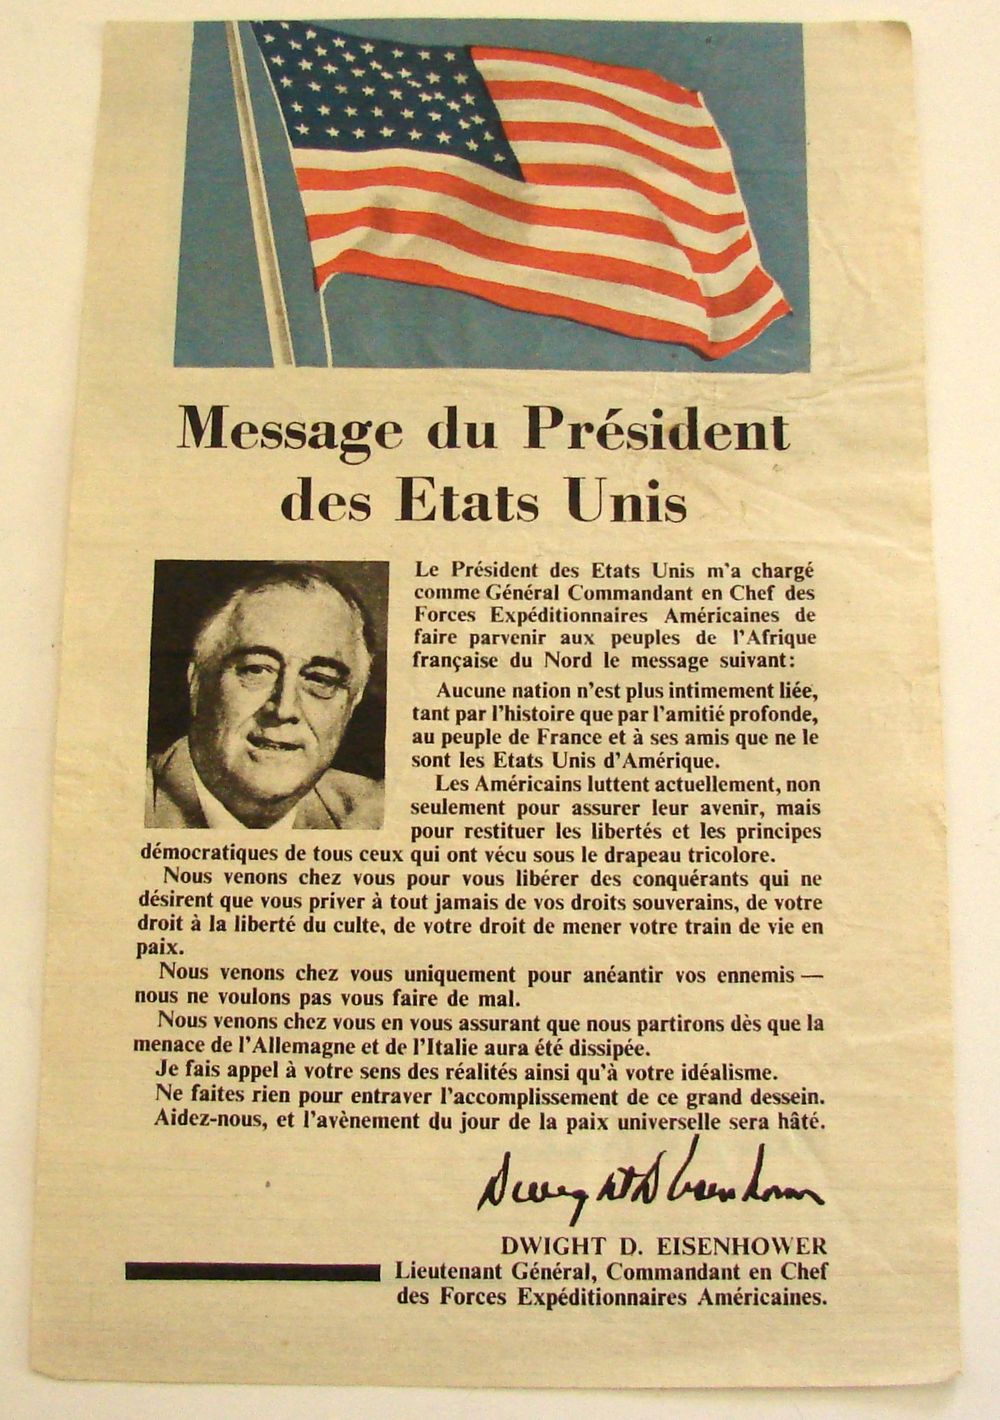 Message du Président
des Etats Unis
Le Président des Etats Unis m'a chargé
comme Général Commandant en Chef des
Forces Expéditionnaires Américaines de
faire parvenir aux peuples de l'Afrique
française du Nord le message suivant:
Aucune nation n'est plus intimement liée,
tant par l'histoire que par l'amitié profonde,
au peuple de France et à ses amis que ne le
sont les Etats Unis d'Amérique.
Les Américains luttent actuellement, non
seulement pour assurer leur avenir, mais
pour restituer les libertés et les principes
démocratiques de tous ceux qui ont vécu sous le drapeau tricolore.
Nous venons chez vous pour vous libérer des conquérants qui ne
désirent que vous priver à tout jamais de vos droits souverains, de votre
droit à la liberté du culte, de votre droit de mener votre train de vie en
paix.
Nous venons chez vous uniquement pour anéantir vos ennemis —
nous ne voulons pas vous faire de mal.
Nous venons chez vous en vous assurant que nous partirons dès que la
menace de l'Allemagne et de l'Italie aura été dissipée.
Je fais appel à votre sens des réalités ainsi qu'à votre idéalisme.
Ne faites rien pour entraver l'accomplissement de ce grand dessein.
Aidez-nous, et l'avènement du jour de la paix universelle sera hâté.
Dwight D Eisenhower
DWIGHT D. EISENHOWER
Lieutenant Général, Commandant en Chef
des Forces Expéditionnaires Américaines.